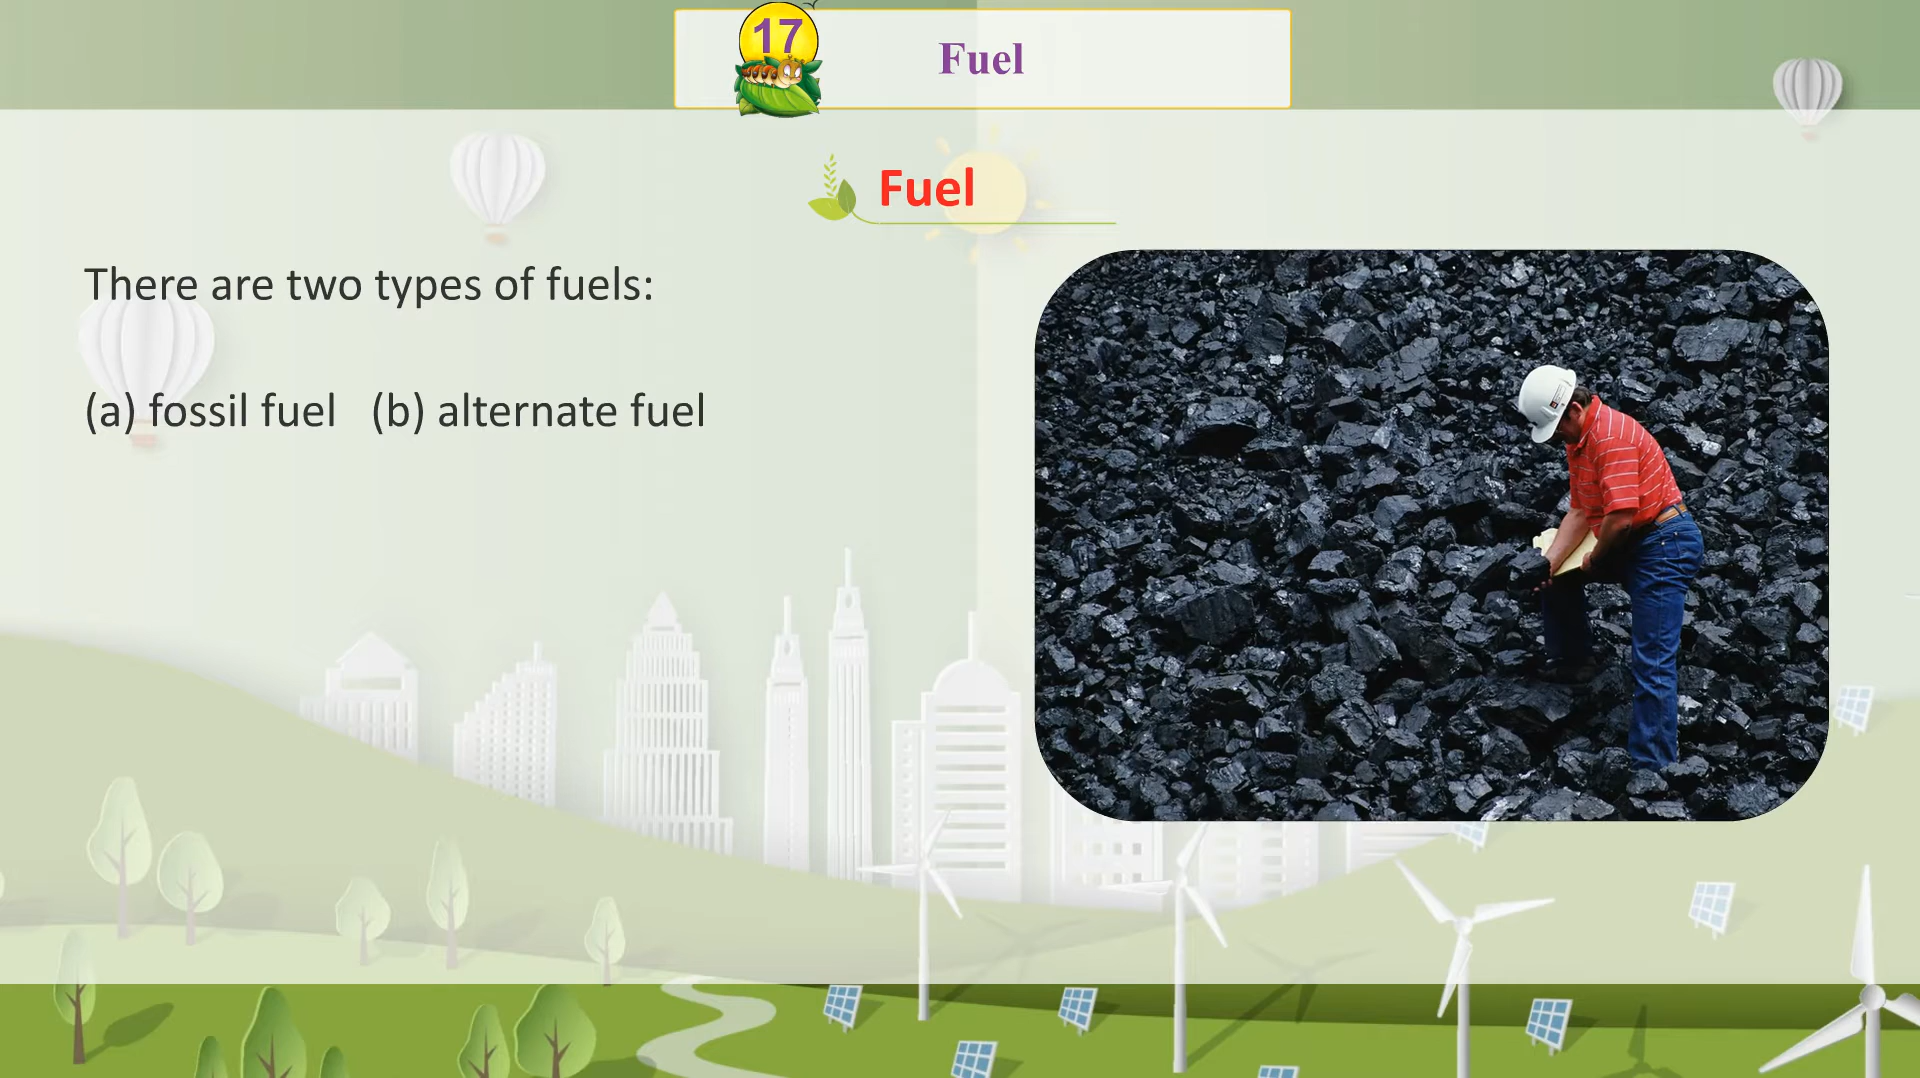 17
Fuel
Fuel
There are two types of fuels:
(a) fossil fuel (b) alternate fuel